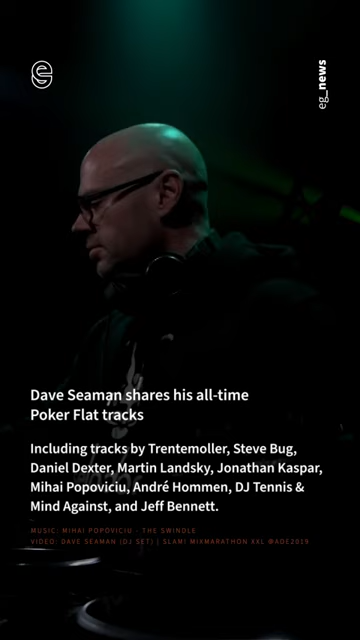 eg_news
Dave Seaman shares his all-time
Poker Flat tracks
Including tracks by Trentemoller, Steve Bug,
Daniel Dexter, Martin Landsky, Jonathan Kaspar,
Mihai Popoviciu, André Hommen, DJ Tennis &
Mind Against, and Jeff Bennett.
MUSIC: MIHAI POPOVICIU - THE SWINDLE
VIDEO: DAVE SEAMAN (DJ SET) | SLAM! MIXMARATHON XXL @ADE2019